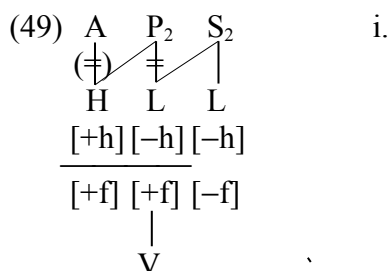 (49) A P₂ S₂ i.
(=) =
H L L
[+h] [–h] [–h]
[+f] [+f] [–f]
V ˋ